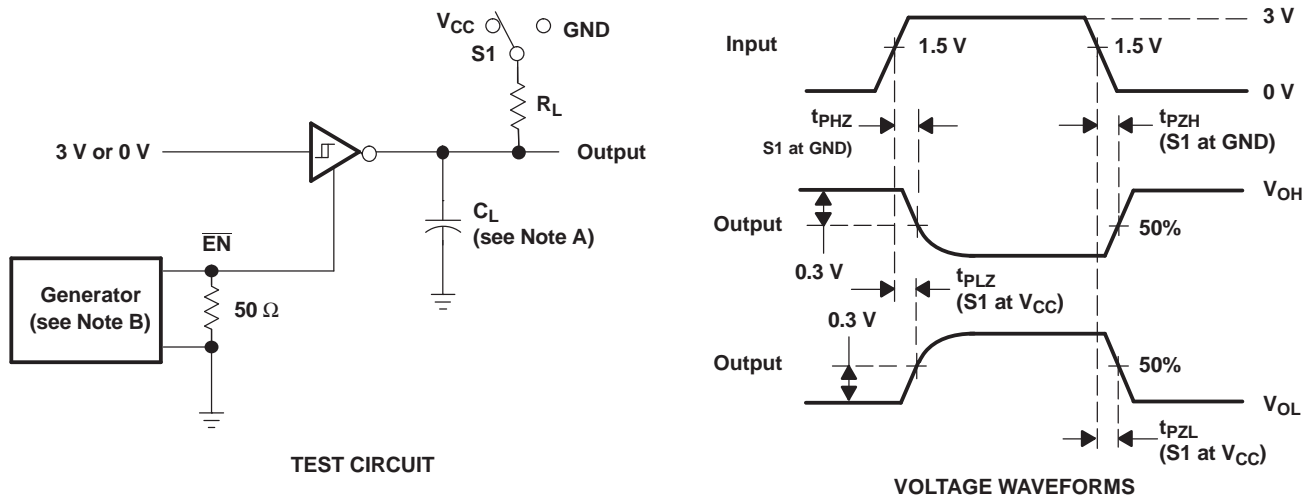 VCC
GND
S1
RL
3 V or 0 V
Output
CL
(see Note A)
EN
Generator
(see Note B)
50 Ω
TEST CIRCUIT
3 V
Input
1.5 V
1.5 V
0 V
tPHZ
S1 at GND)
tPZH
(S1 at GND)
VOH
Output
50%
0.3 V
tPLZ
(S1 at VCC)
0.3 V
Output
50%
VOL
tPZL
(S1 at VCC)
VOLTAGE WAVEFORMS